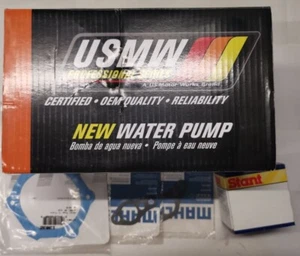 USMW
PROFESSIONAL SERIES
A US Motor Works Brand
CERTIFIED • OEM QUALITY • RELIABILITY
NEW WATER PUMP
Bomba de agua nueva • Pompe à eau neuve
MAHLE
Stant